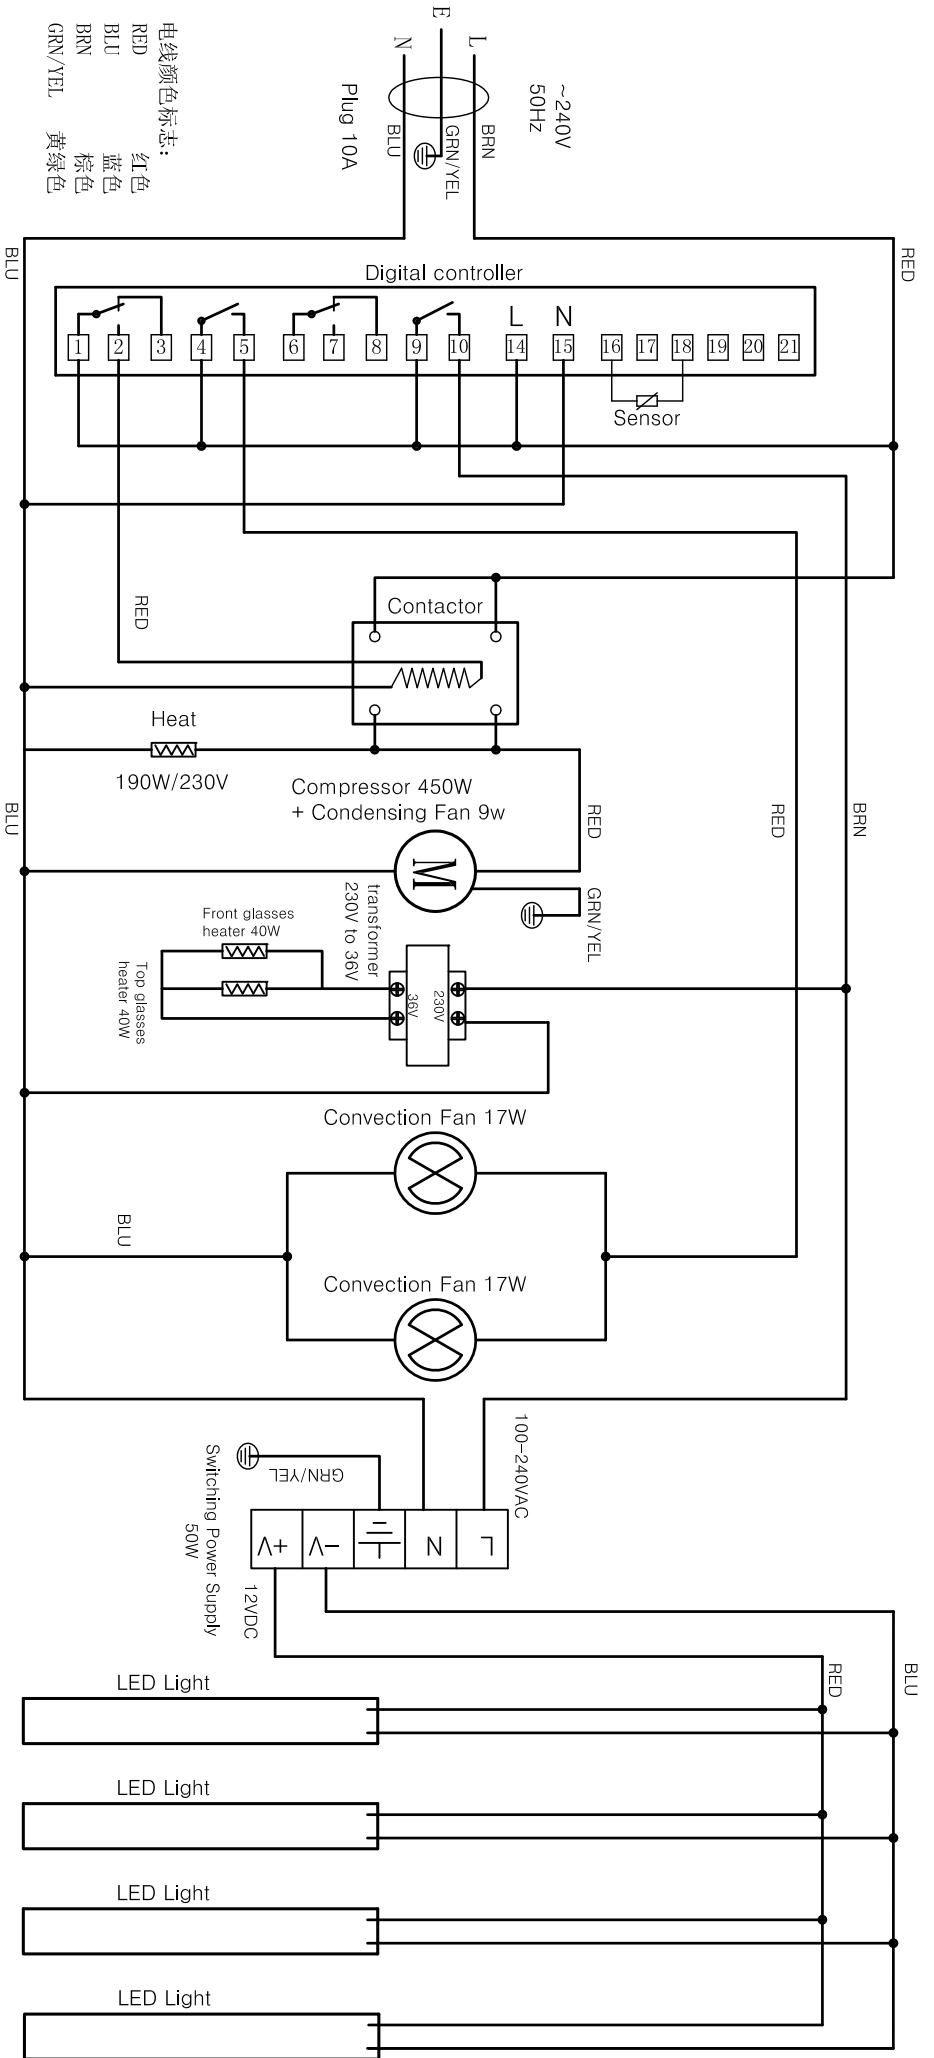 E
L
N
~240V
50Hz
BRN
GRN/YEL
BLU
Plug 10A
电线颜色标志:
RED 红色
BLU 蓝色
BRN 棕色
GRN/YEL 黄绿色
BLU
RED
Digital controller
L N
1 2 3 4 5 6 7 8 9 10 14 15 16 17 18 19 20 21
Sensor
RED
Contactor
Heat
190W/230V
Compressor 450W
+ Condensing Fan 9w
M
BLU
RED
RED
BRN
GRN/YEL
transformer
230V to 36V
Front glasses
heater 40W
Top glasses
heater 40W
36V
230V
Convection Fan 17W
BLU
Convection Fan 17W
100-240VAC
GRN/YEL
Switching Power Supply
50W
+V
-V
N
L
12VDC
RED
BLU
LED Light
LED Light
LED Light
LED Light